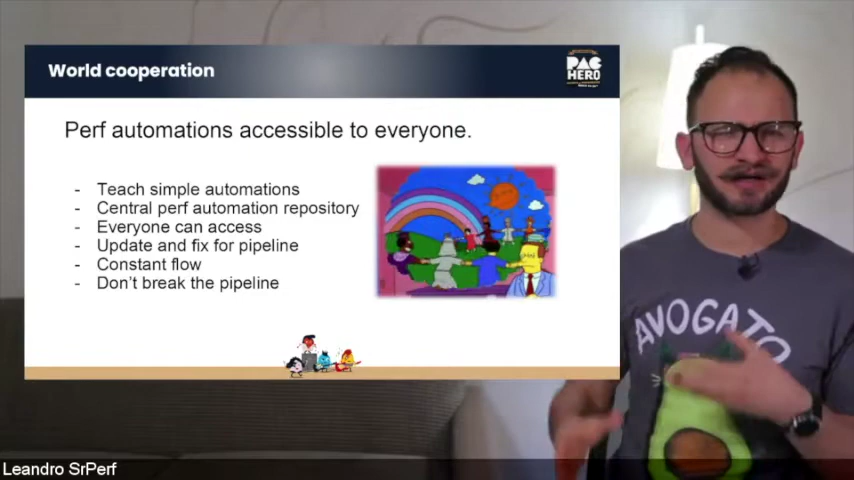 World cooperation
PAC
HERO
Perf automations accessible to everyone.
- Teach simple automations
- Central perf automation repository
- Everyone can access
- Update and fix for pipeline
- Constant flow
- Don't break the pipeline
AVOGATO
Leandro SrPerf